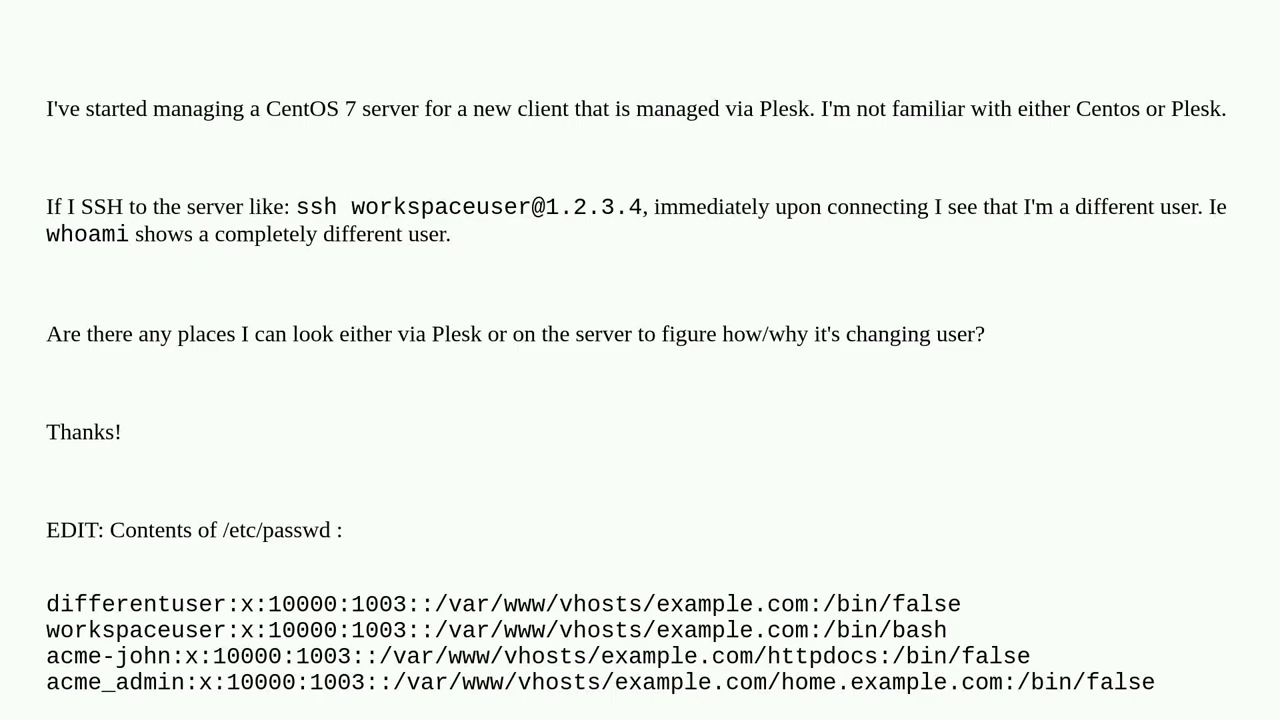 I've started managing a CentOS 7 server for a new client that is managed via Plesk. I'm not familiar with either Centos or Plesk.
If I SSH to the server like: ssh workspaceuser@1.2.3.4, immediately upon connecting I see that I'm a different user. Ie
whoami shows a completely different user.
Are there any places I can look either via Plesk or on the server to figure how/why it's changing user?
Thanks!
EDIT: Contents of /etc/passwd :
differentuser:x:10000:1003::/var/www/vhosts/example.com:/bin/false
workspaceuser:x:10000:1003::/var/www/vhosts/example.com:/bin/bash
acme-john:x:10000:1003::/var/www/vhosts/example.com/httpdocs:/bin/false
acme_admin:x:10000:1003::/var/www/vhosts/example.com/home.example.com:/bin/false